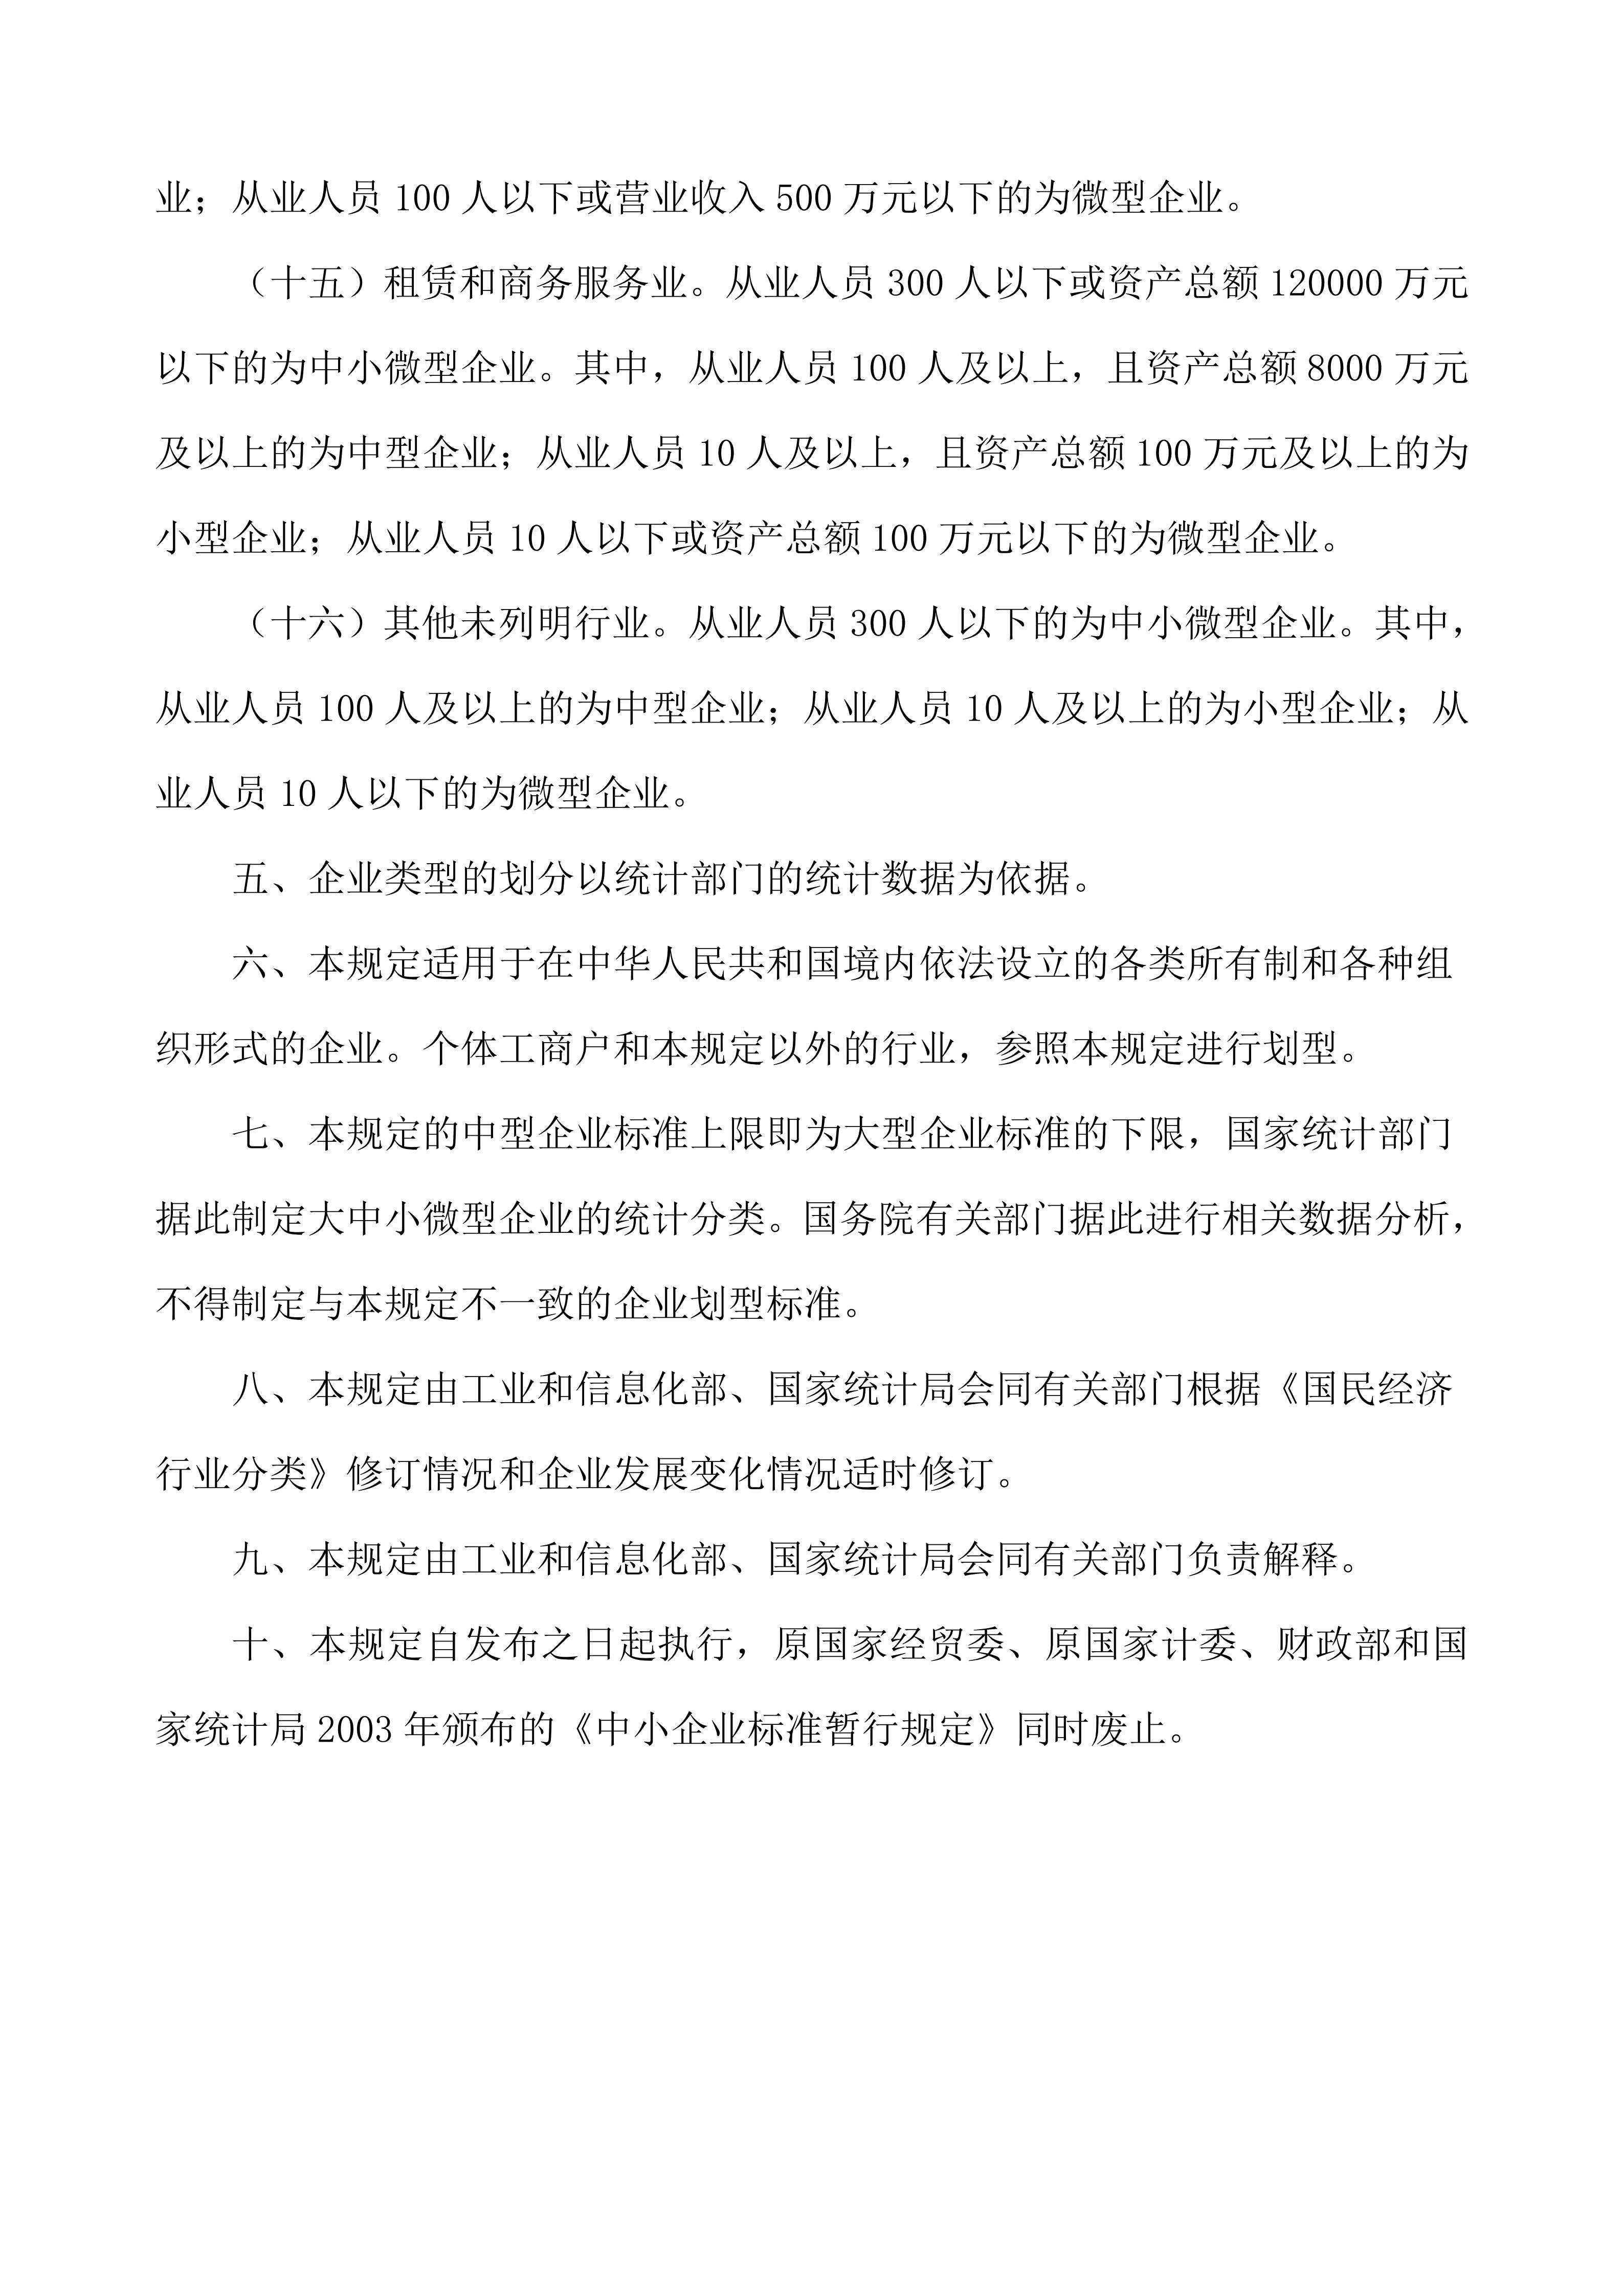 业；从业人员 100 人以下或营业收入 500 万元以下的为微型企业。
（十五）租赁和商务服务业。从业人员 300 人以下或资产总额 120000 万元
以下的为中小微型企业。其中，从业人员 100 人及以上，且资产总额 8000 万元
及以上的为中型企业；从业人员 10 人及以上，且资产总额 100 万元及以上的为
小型企业；从业人员 10 人以下或资产总额 100 万元以下的为微型企业。
（十六）其他未列明行业。从业人员 300 人以下的为中小微型企业。其中，
从业人员 100 人及以上的为中型企业；从业人员 10 人及以上的为小型企业；从
业人员 10 人以下的为微型企业。
五、企业类型的划分以统计部门的统计数据为依据。
六、本规定适用于在中华人民共和国境内依法设立的各类所有制和各种组
织形式的企业。个体工商户和本规定以外的行业，参照本规定进行划型。
七、本规定的中型企业标准上限即为大型企业标准的下限，国家统计部门
据此制定大中小微型企业的统计分类。国务院有关部门据此进行相关数据分析，
不得制定与本规定不一致的企业划型标准。
八、本规定由工业和信息化部、国家统计局会同有关部门根据《国民经济
行业分类》修订情况和企业发展变化情况适时修订。
九、本规定由工业和信息化部、国家统计局会同有关部门负责解释。
十、本规定自发布之日起执行，原国家经贸委、原国家计委、财政部和国
家统计局 2003 年颁布的《中小企业标准暂行规定》同时废止。